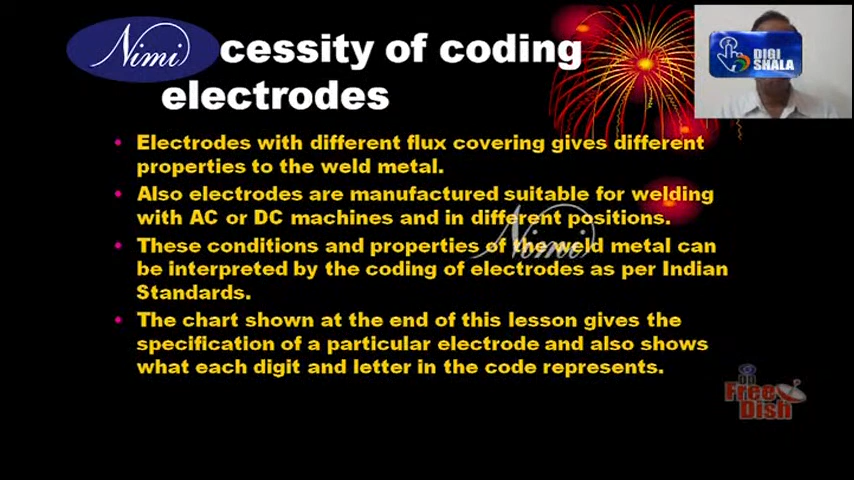 Nimi cessity of coding
electrodes
DIGI
SHALA
• Electrodes with different flux covering gives different
properties to the weld metal.
• Also electrodes are manufactured suitable for welding
with AC or DC machines and in different positions.
• These conditions and properties of the weld metal can
be interpreted by the coding of electrodes as per Indian
Standards.
• The chart shown at the end of this lesson gives the
specification of a particular electrode and also shows
what each digit and letter in the code represents.
Nimi
on
Free
Dish